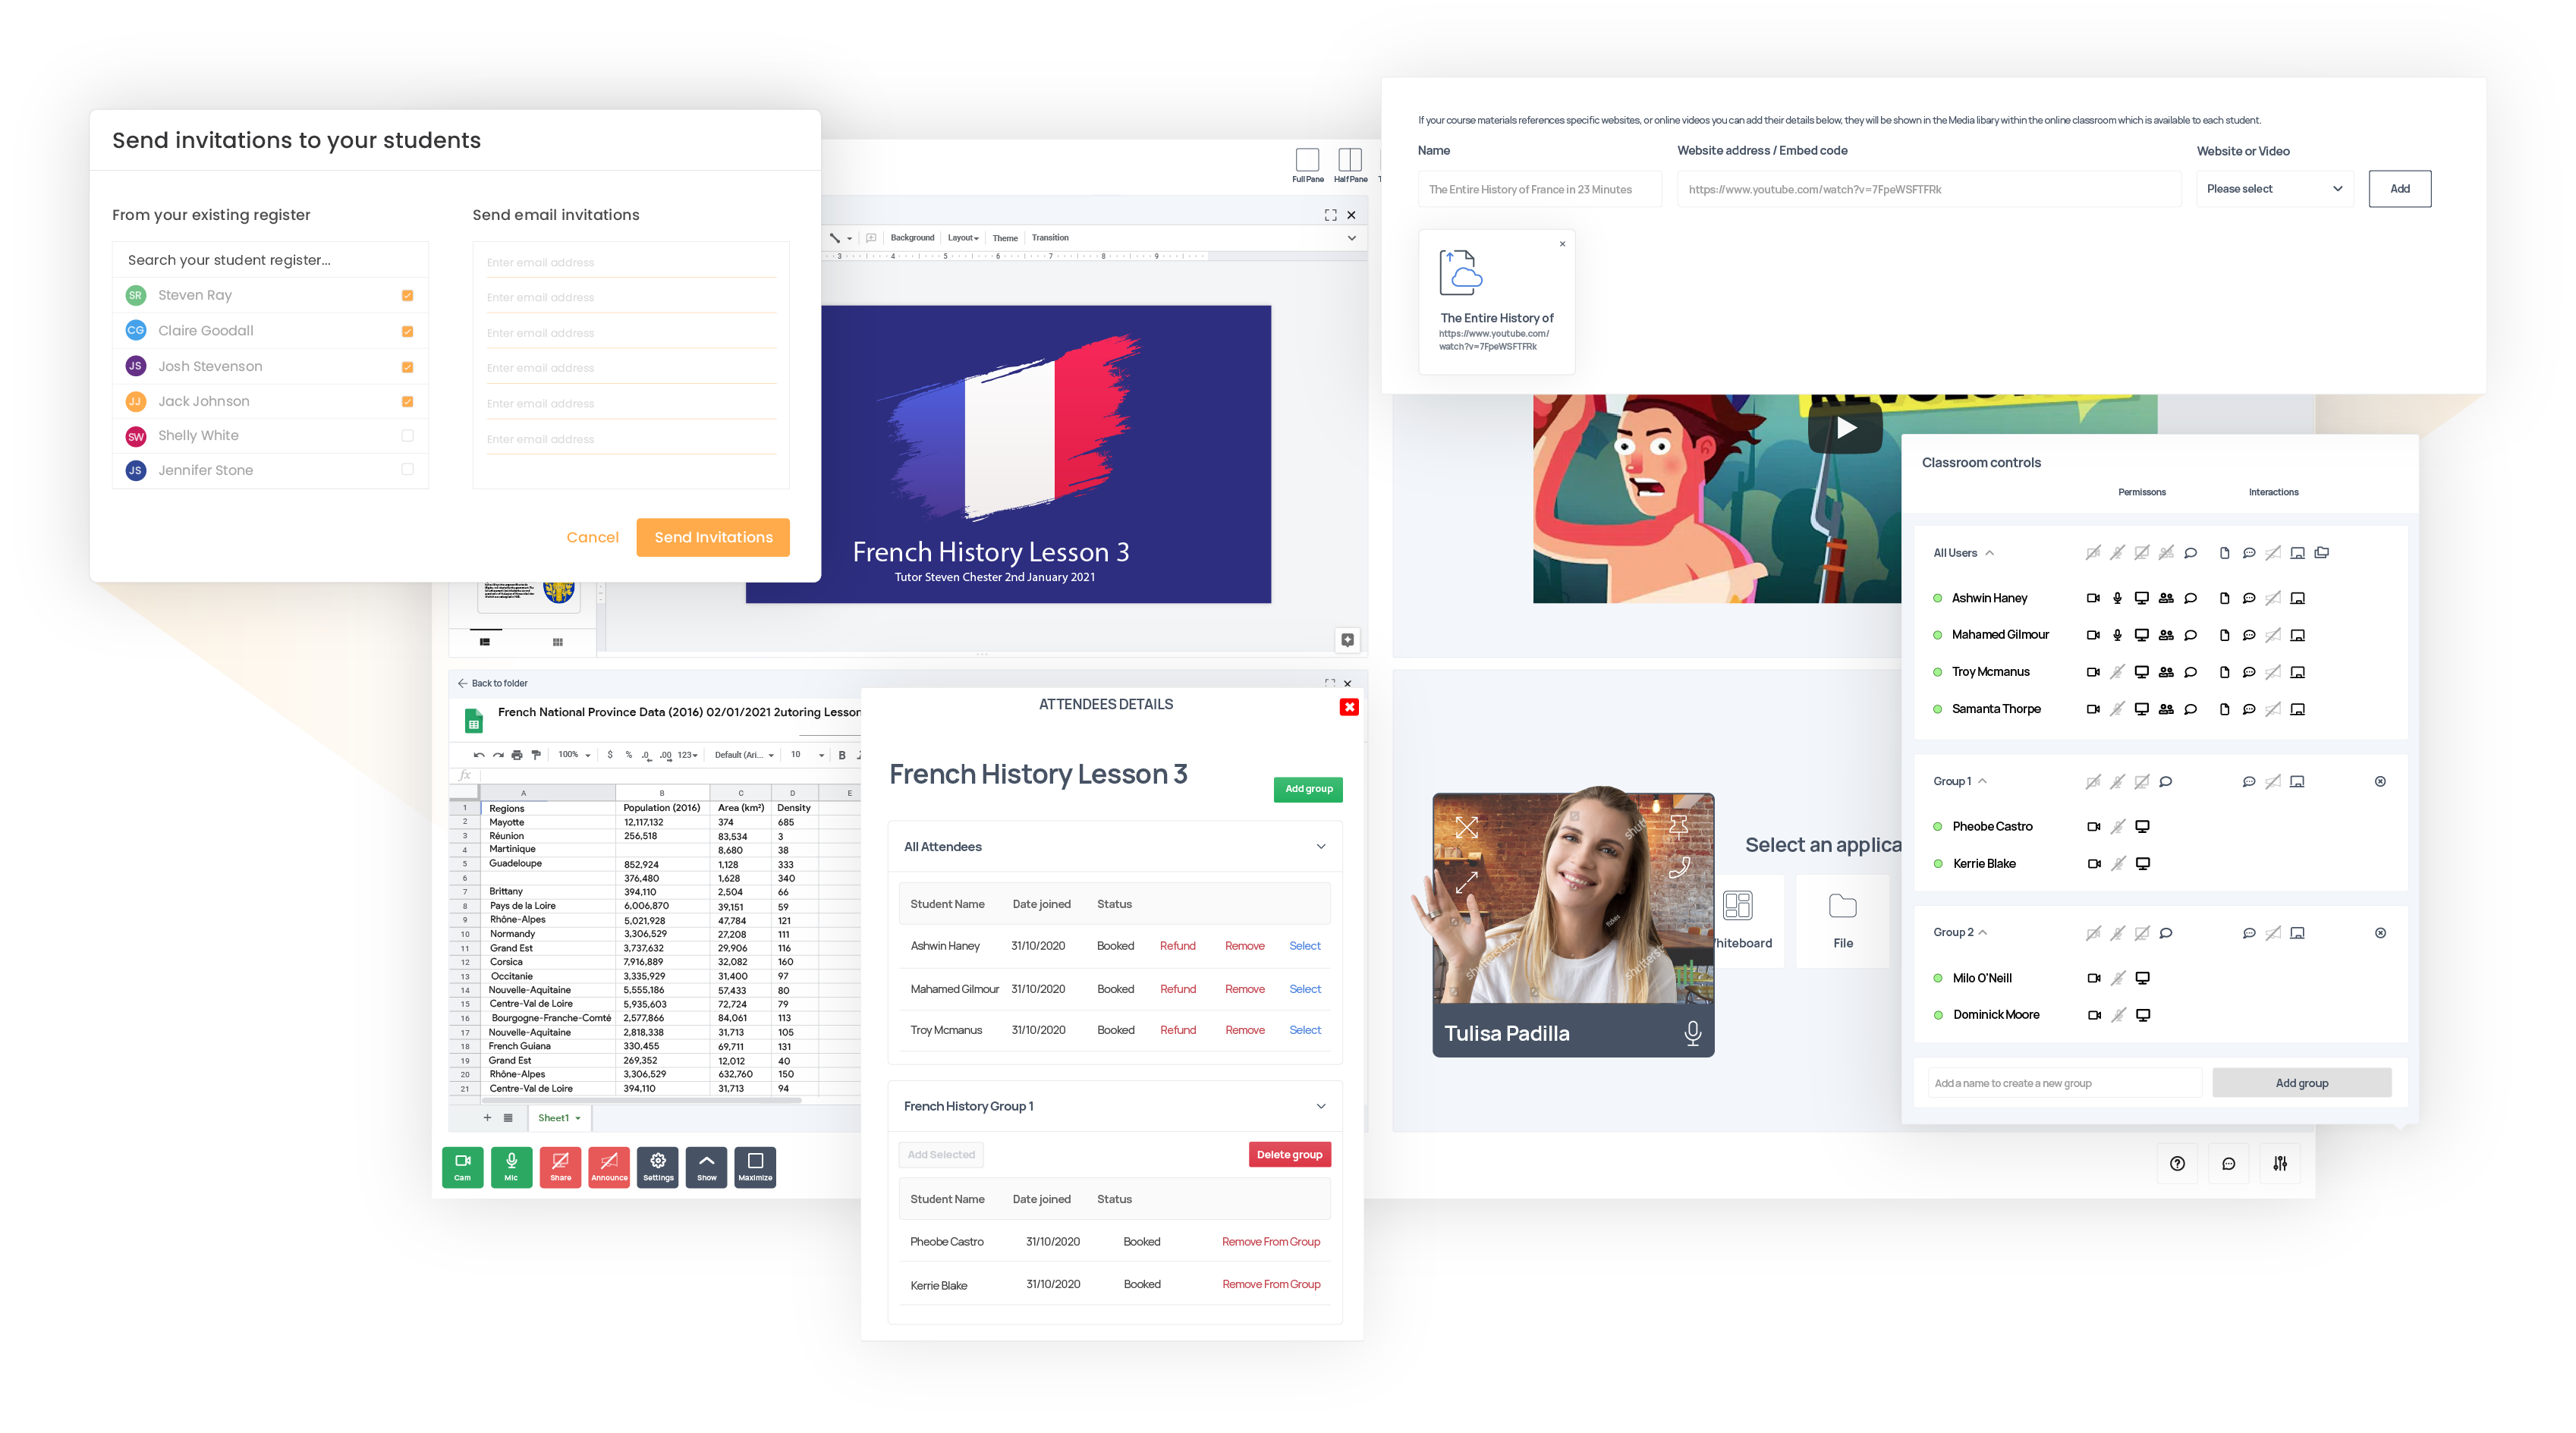 Send invitations to your students
From your existing register
Send email invitations
Search your student register...
SR Steven Ray
CG Claire Goodall
JS Josh Stevenson
JJ Jack Johnson
SW Shelly White
JS Jennifer Stone
Enter email address
Enter email address
Enter email address
Enter email address
Enter email address
Enter email address
Cancel
Send Invitations
Full Pane
Half Pane
Background Layout Theme Transition
3 4 5 6 7 8 9
French History Lesson 3
Tutor Steven Chester 2nd January 2021
If your course materials references specific websites, or online videos you can add their details below, they will be shown in the Media libary within the online classroom which is available to each student.
Name
Website address / Embed code
Website or Video
The Entire History of France in 23 Minutes
https://www.youtube.com/watch?v=7FpeWSFTFRk
Please select
Add
The Entire History of
https://www.youtube.com/
watch?v=7FpeWSFTFRk
Classroom controls
Permissons
Interactions
All Users
Ashwin Haney
Mahamed Gilmour
Troy Mcmanus
Samanta Thorpe
Group 1
Pheobe Castro
Kerrie Blake
Group 2
Milo O'Neill
Dominick Moore
Add a name to create a new group
Add group
Back to folder
French National Province Data (2016) 02/01/2021 2utoring Lesson
100% $ % .0 .00 123 Default (Ari... 10 B
fx
A B C D E
1 Regions Population (2016) Area (km²) Density
2 Mayotte 12,117,132 374 685
3 Réunion 256,518 83,534 3
4 Martinique 8,680 38
5 Guadeloupe 852,924 1,128 333
6 376,480 1,628 340
7 Brittany 394,110 2,504 66
8 Pays de la Loire 6,006,870 39,151 59
9 Rhône-Alpes 5,021,928 47,784 121
10 Normandy 3,306,529 27,208 111
11 Grand Est 3,737,632 29,906 116
12 Corsica 7,916,889 32,082 160
13 Occitanie 3,335,929 31,400 97
14 Nouvelle-Aquitaine 5,555,186 57,433 80
15 Centre-Val de Loire 5,935,603 72,724 79
16 Bourgogne-Franche-Comté 2,577,866 84,061 113
17 Nouvelle-Aquitaine 2,818,338 31,713 105
18 French Guiana 330,455 69,711 131
19 Grand Est 269,352 12,012 40
20 Rhône-Alpes 3,306,529 632,760 150
21 Centre-Val de Loire 394,110 31,713 94
Sheet1
Cam
Mic
Share
Announce
Settings
Show
Maximize
ATTENDEES DETAILS
French History Lesson 3
Add group
All Attendees
Student Name Date joined Status
Ashwin Haney 31/10/2020 Booked Refund Remove Select
Mahamed Gilmour 31/10/2020 Booked Refund Remove Select
Troy Mcmanus 31/10/2020 Booked Refund Remove Select
French History Group 1
Add Selected
Delete group
Student Name Date joined Status
Pheobe Castro 31/10/2020 Booked Remove From Group
Kerrie Blake 31/10/2020 Booked Remove From Group
Select an applica
hiteboard
File
Tulisa Padilla